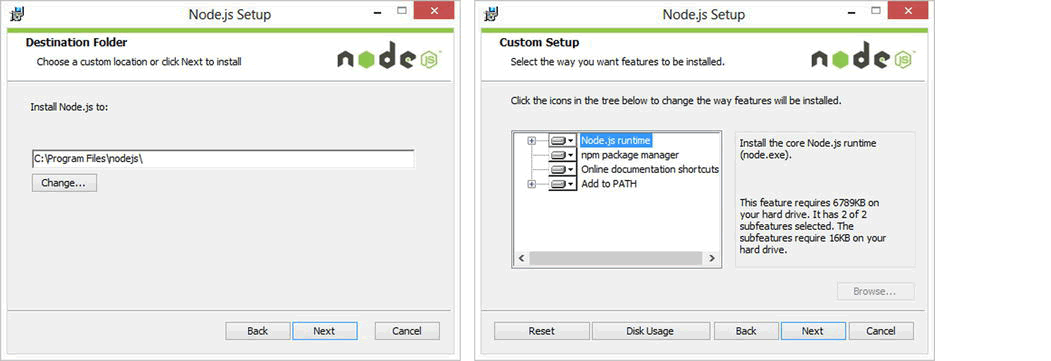 Node.js Setup
Destination Folder
Choose a custom location or click Next to install
node JS™
Install Node.js to:
C:\Program Files\nodejs\
Change...
Back
Next
Cancel
Node.js Setup
Custom Setup
Select the way you want features to be installed.
node JS™
Click the icons in the tree below to change the way features will be installed.
Node.js runtime
npm package manager
Online documentation shortcuts
Add to PATH
Install the core Node.js runtime
(node.exe).
This feature requires 6789KB on
your hard drive. It has 2 of 2
subfeatures selected. The
subfeatures require 16KB on your
hard drive.
Browse...
Reset
Disk Usage
Back
Next
Cancel